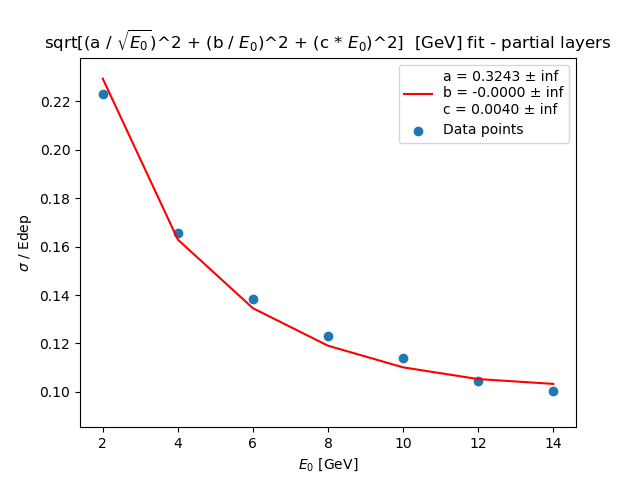 sqrt[(a / √E₀)^2 + (b / E₀)^2 + (c * E₀)^2]  [GeV] fit - partial layers
a = 0.3243 ± inf
b = -0.0000 ± inf
c = 0.0040 ± inf
Data points
σ / Edep
0.22
0.20
0.18
0.16
0.14
0.12
0.10
2 4 6 8 10 12 14
E₀ [GeV]